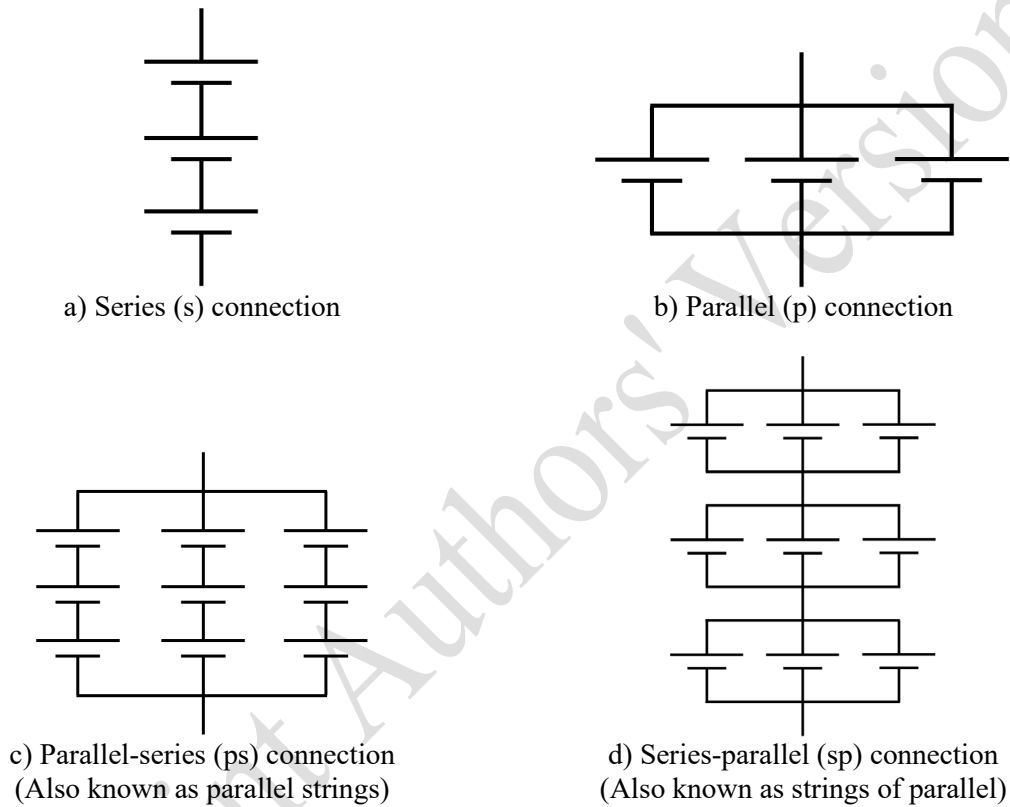 a) Series (s) connection
b) Parallel (p) connection
c) Parallel-series (ps) connection
(Also known as parallel strings)
d) Series-parallel (sp) connection
(Also known as strings of parallel)
int Authors' Version